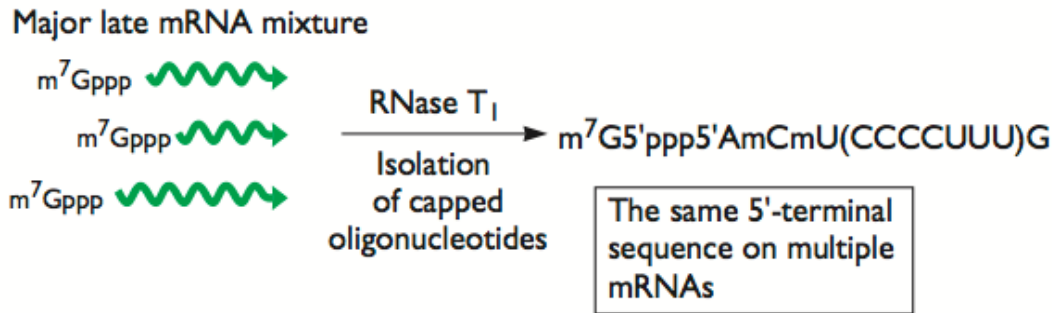 Major late mRNA mixture
m⁷Gppp
m⁷Gppp
m⁷Gppp
RNase T₁
Isolation
of capped
oligonucleotides
m⁷G5'ppp5'AmCmU(CCCCUUU)G
The same 5'-terminal
sequence on multiple
mRNAs